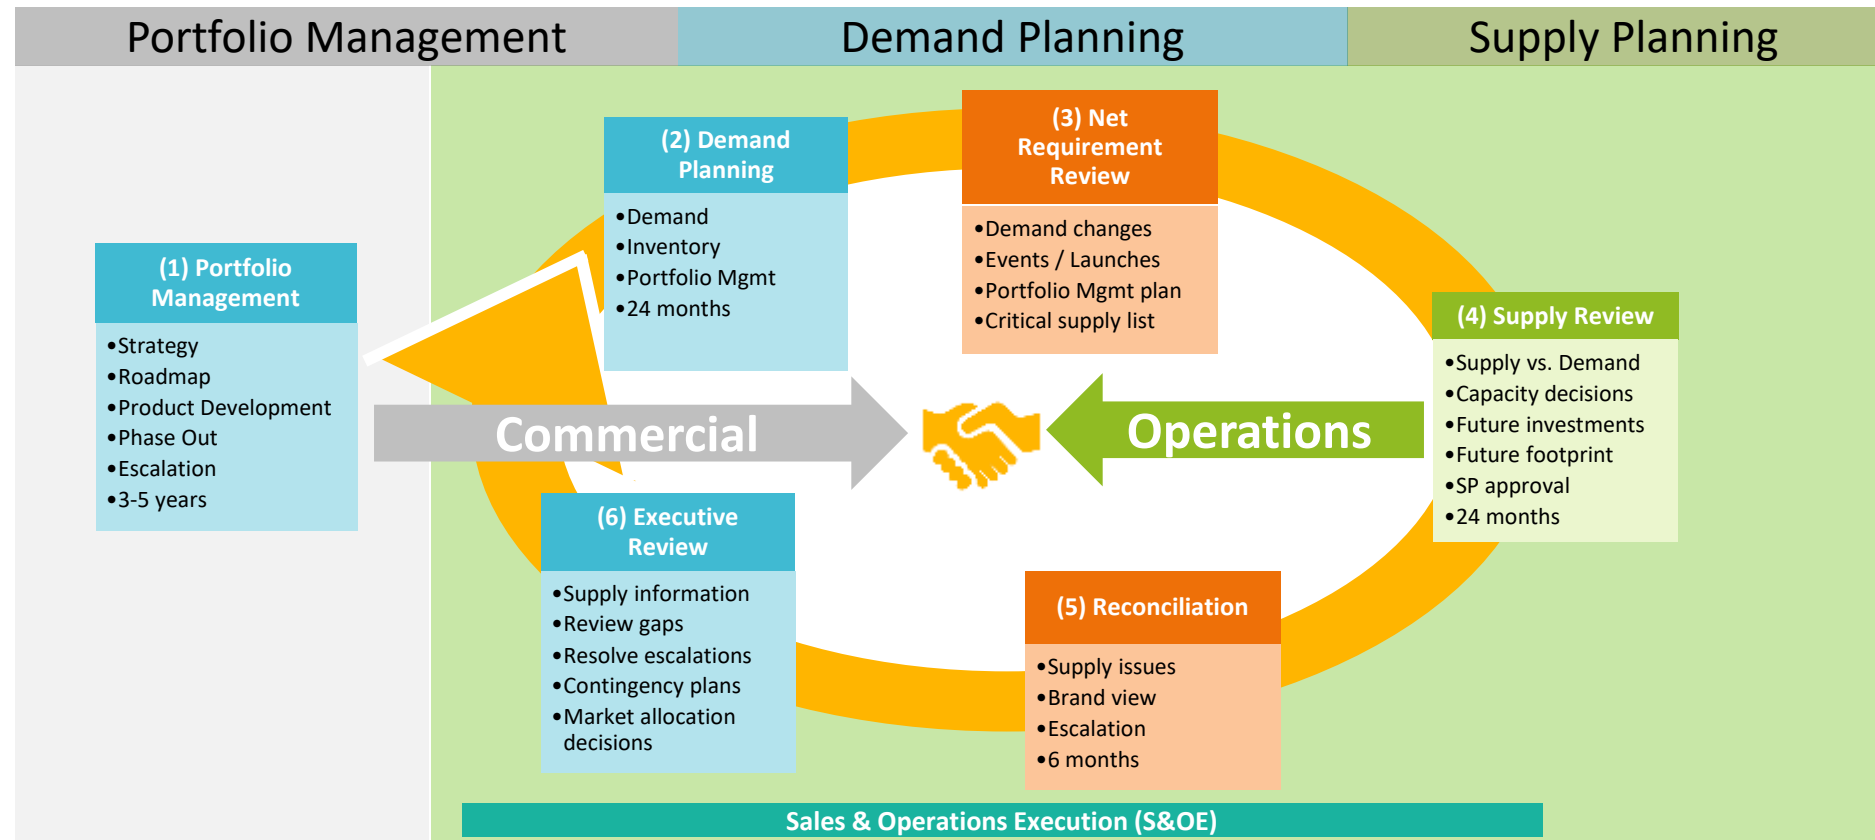 Portfolio Management
Demand Planning
Supply Planning
(1) Portfolio
Management
•Strategy
•Roadmap
•Product Development
•Phase Out
•Escalation
•3-5 years
(2) Demand
Planning
•Demand
•Inventory
•Portfolio Mgmt
•24 months
(3) Net
Requirement
Review
•Demand changes
•Events / Launches
•Portfolio Mgmt plan
•Critical supply list
(4) Supply Review
•Supply vs. Demand
•Capacity decisions
•Future investments
•Future footprint
•SP approval
•24 months
Commercial
Operations
(5) Reconciliation
•Supply issues
•Brand view
•Escalation
•6 months
(6) Executive
Review
•Supply information
•Review gaps
•Resolve escalations
•Contingency plans
•Market allocation
decisions
Sales & Operations Execution (S&OE)